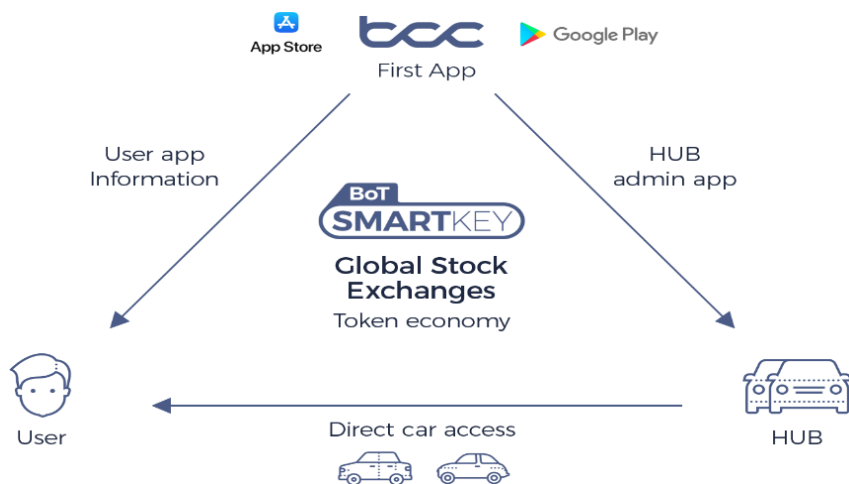 App Store
bcc
Google Play
First App
User app
Information
HUB
admin app
BoT
SMARTKEY
Global Stock
Exchanges
Token economy
User
Direct car access
HUB